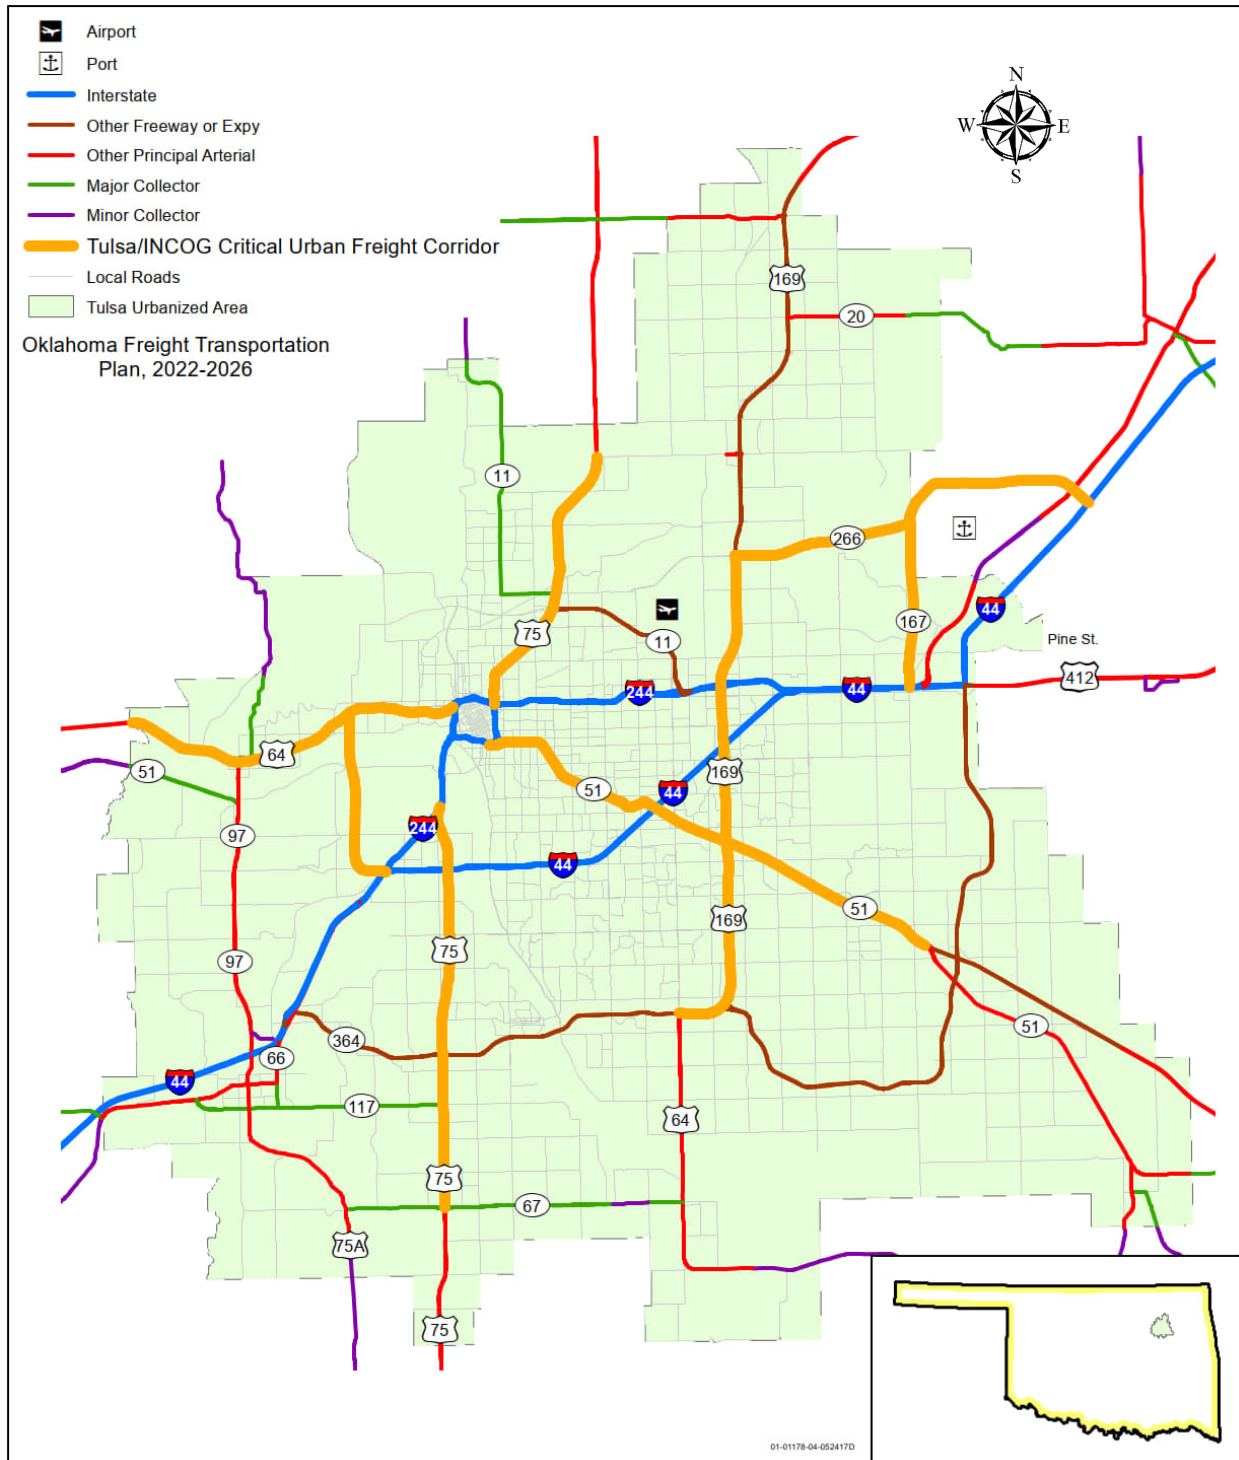 Airport
Port
Interstate
Other Freeway or Expy
Other Principal Arterial
Major Collector
Minor Collector
Tulsa/INCOG Critical Urban Freight Corridor
Local Roads
Tulsa Urbanized Area
Oklahoma Freight Transportation
Plan, 2022-2026
N
W E
S
169
20
11
266
44
167
75
11
Pine St.
412
244
44
64
51
169
51
44
97
244
44
51
169
75
97
51
364
66
44
117
64
75
67
75A
75
01-01178-04-052417D